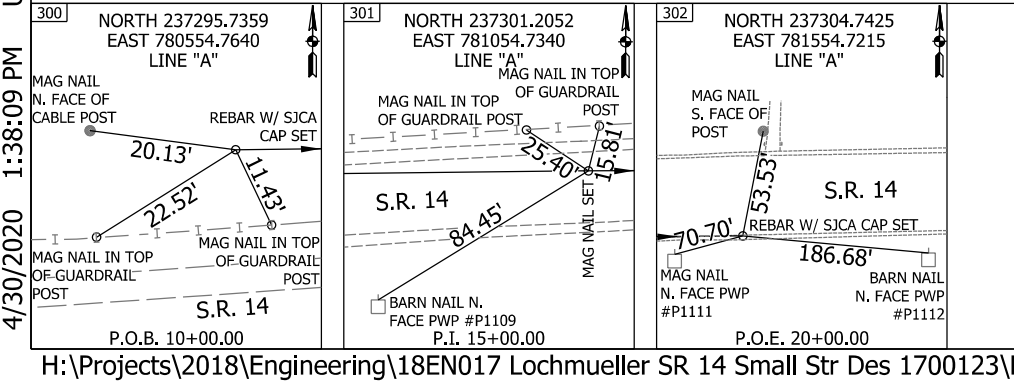 300
NORTH 237295.7359
EAST 780554.7640
LINE "A"
MAG NAIL
N. FACE OF
CABLE POST
REBAR W/ SJCA
CAP SET
20.13'
11.43'
22.52'
MAG NAIL IN TOP
OF GUARDRAIL
POST
MAG NAIL IN TOP
OF GUARDRAIL
POST
S.R. 14
P.O.B. 10+00.00
301
NORTH 237301.2052
EAST 781054.7340
LINE "A"
MAG NAIL IN TOP
OF GUARDRAIL
POST
MAG NAIL IN TOP
OF GUARDRAIL POST
25.40'
15.81'
S.R. 14
84.45'
MAG NAIL SET
BARN NAIL N.
FACE PWP #P1109
P.I. 15+00.00
302
NORTH 237304.7425
EAST 781554.7215
LINE "A"
MAG NAIL
S. FACE OF
POST
53.53'
S.R. 14
REBAR W/ SJCA CAP SET
70.70'
186.68'
MAG NAIL
N. FACE PWP
#P1111
BARN NAIL
N. FACE PWP
#P1112
P.O.E. 20+00.00
4/30/2020 1:38:09 PM
H:\Projects\2018\Engineering\18EN017 Lochmueller SR 14 Small Str Des 1700123\